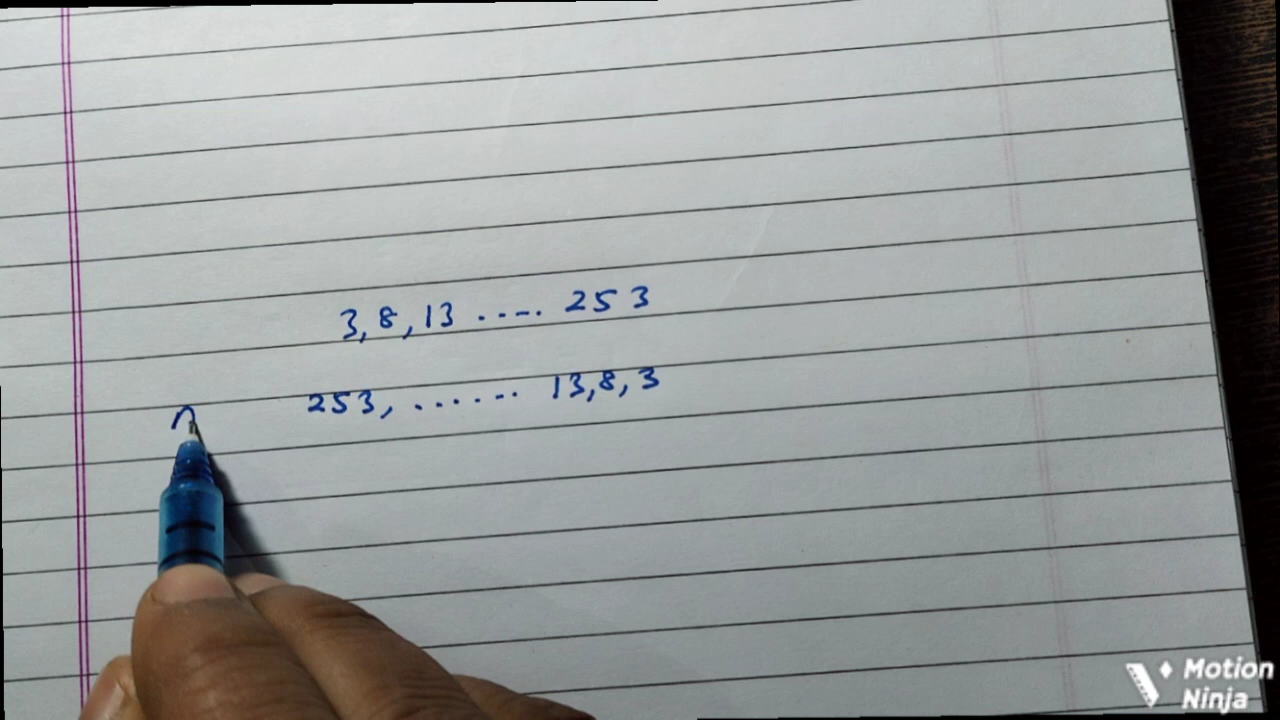 3, 8, 13 ..... 253
253, ...... 13, 8, 3
Motion
Ninja